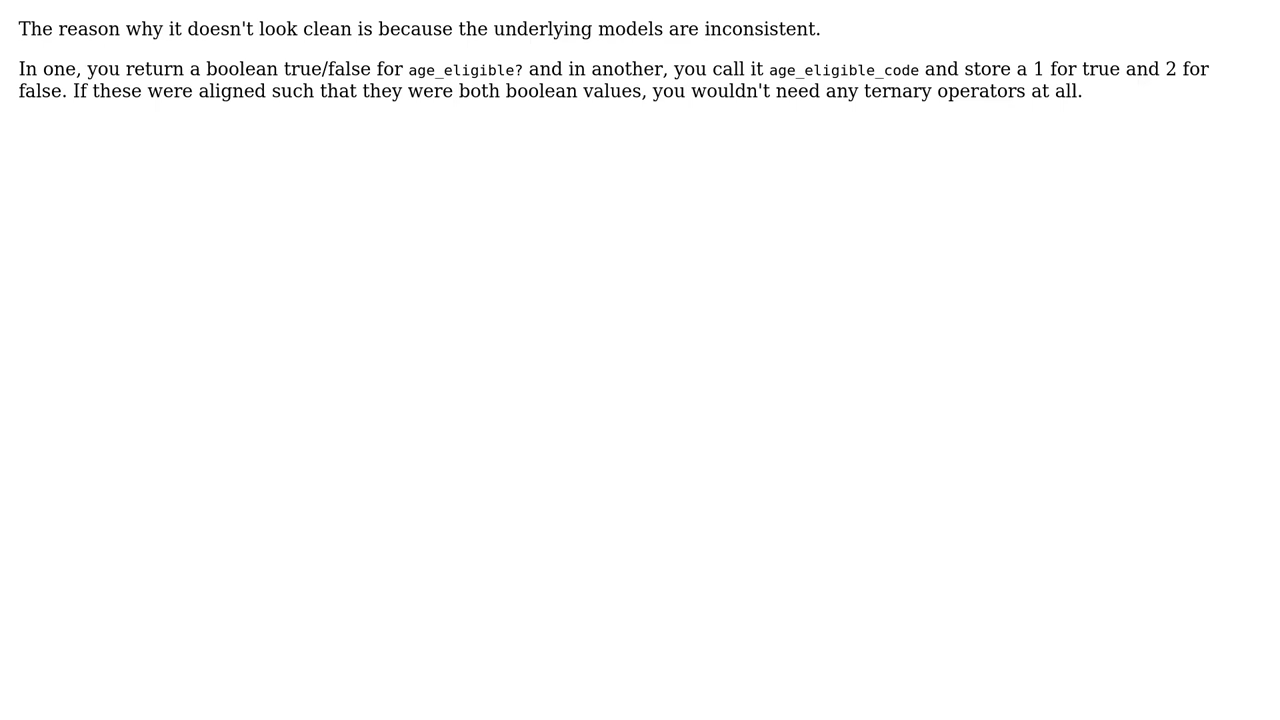 The reason why it doesn't look clean is because the underlying models are inconsistent.
In one, you return a boolean true/false for age_eligible? and in another, you call it age_eligible_code and store a 1 for true and 2 for
false. If these were aligned such that they were both boolean values, you wouldn't need any ternary operators at all.